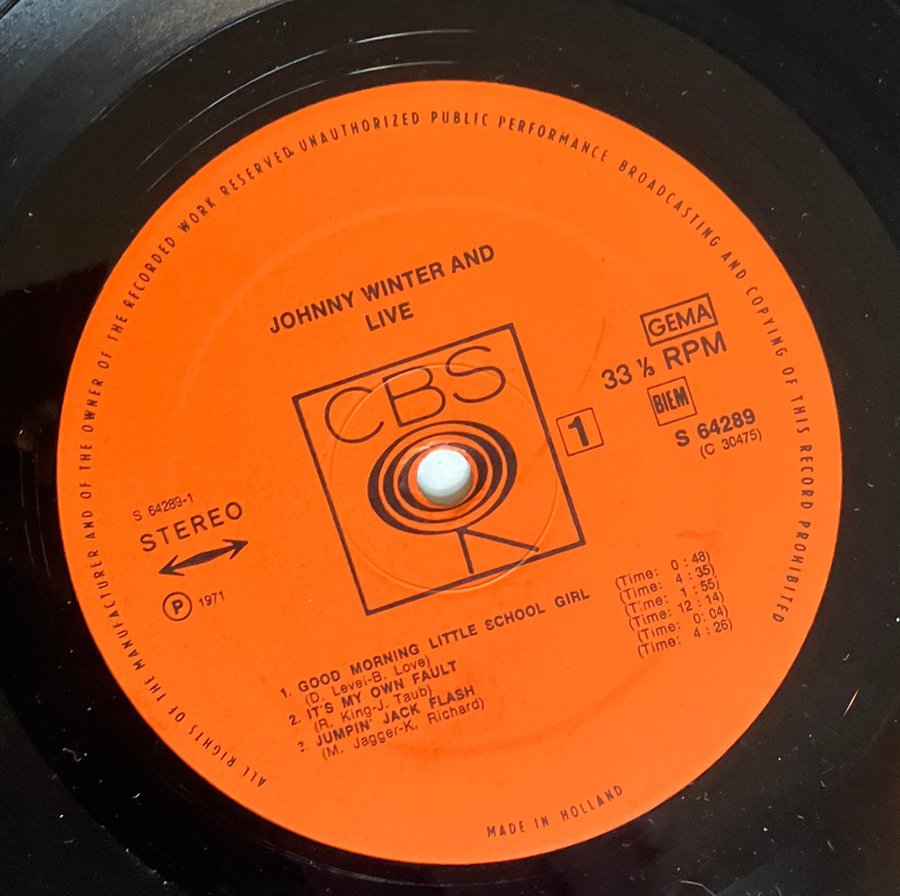 ALL RIGHTS OF THE MANUFACTURER AND OF THE OWNER OF THE RECORDED WORK RESERVED. UNAUTHORIZED PUBLIC PERFORMANCE BROADCASTING AND COPYING OF THIS RECORD PROHIBITED
JOHNNY WINTER AND
LIVE
CBS
GEMA
33 ⅓ RPM
BIEM
1
S 64289
(C 30475)
S 64289-1
STEREO
P 1971
1. GOOD MORNING LITTLE SCHOOL GIRL
(D. Level-B. Love)
2. IT'S MY OWN FAULT
(R. King-J. Taub)
3. JUMPIN' JACK FLASH
(M. Jagger-K. Richard)
(Time: 0 : 48)
(Time: 4 : 35)
(Time: 1 : 55)
(Time: 12 : 14)
(Time: 0: 04)
(Time: 4 : 26)
MADE IN HOLLAND